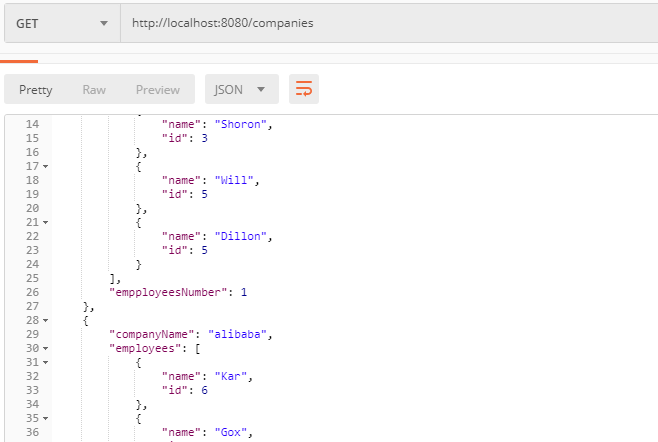 GET http://localhost:8080/companies
Pretty Raw Preview JSON
14 "name": "Shoron",
15 "id": 3
16 },
17 {
18 "name": "Will",
19 "id": 5
20 },
21 {
22 "name": "Dillon",
23 "id": 5
24 }
25 ],
26 "empployeesNumber": 1
27 },
28 {
29 "companyName": "alibaba",
30 "employees": [
31 {
32 "name": "Kar",
33 "id": 6
34 },
35 {
36 "name": "Gox",